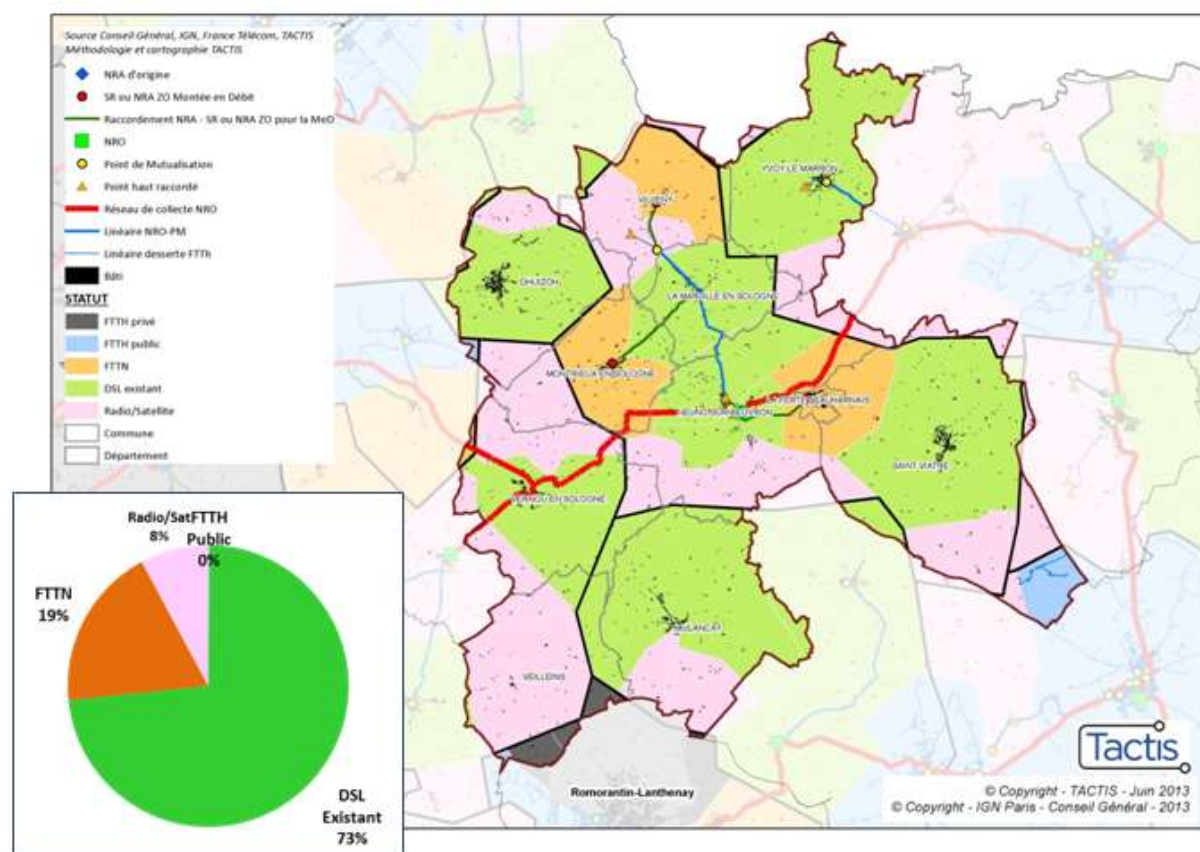 Source Conseil Général, IGN, France Télécom, TACTIS
Méthodologie et cartographie TACTIS
NRA d'origine
SR ou NRA ZO Montée en Débit
Raccordement NRA - SR ou NRA ZO pour la MeD
NRO
Point de Mutualisation
Point haut raccordé
Réseau de collecte NRO
Linéaire NRO-PM
Linéaire desserte FTTh
Bâti
STATUT
FTTH privé
FTTH public
FTTN
DSL existant
Radio/Satellite
Commune
Département
YVOY LE MARRON
VILLENY
DHUIZON
LA MAROLLE EN SOLOGNE
MONTRIEUX EN SOLOGNE
LA FERTE BEAUHARNAIS
NEUNG SUR BEUVRON
SAINT VIATRE
VERNOU EN SOLOGNE
MILLANCAY
VEILLEINS
Romorantin-Lanthenay
Radio/Sat
8%
FTTH
Public
0%
FTTN
19%
DSL
Existant
73%
Tactis
© Copyright - TACTIS - Juin 2013
© Copyright - IGN Paris - Conseil Général - 2013